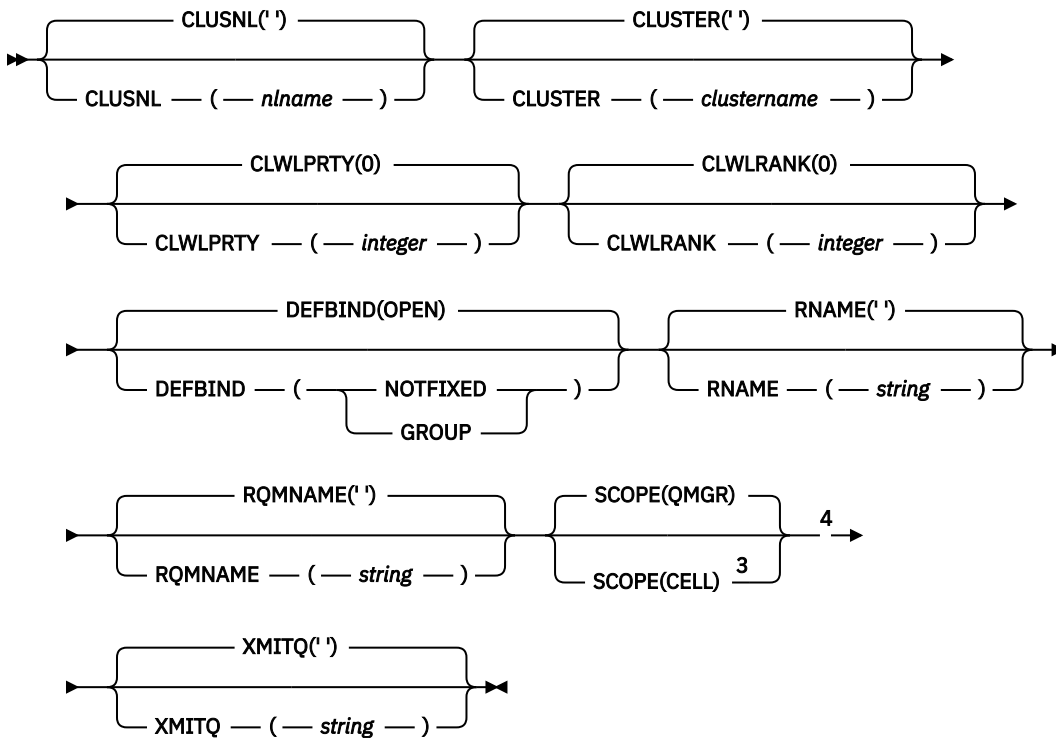 CLUSNL(' ') CLUSTER(' ')
CLUSNL ( nlname ) CLUSTER ( clustername )
CLWLPRTY(0) CLWLRANK(0)
CLWLPRTY ( integer ) CLWLRANK ( integer )
DEFBIND(OPEN) RNAME(' ')
DEFBIND ( NOTFIXED ) RNAME ( string )
GROUP
RQMNAME(' ') SCOPE(QMGR) 4
RQMNAME ( string ) SCOPE(CELL) 3
XMITQ(' ')
XMITQ ( string )